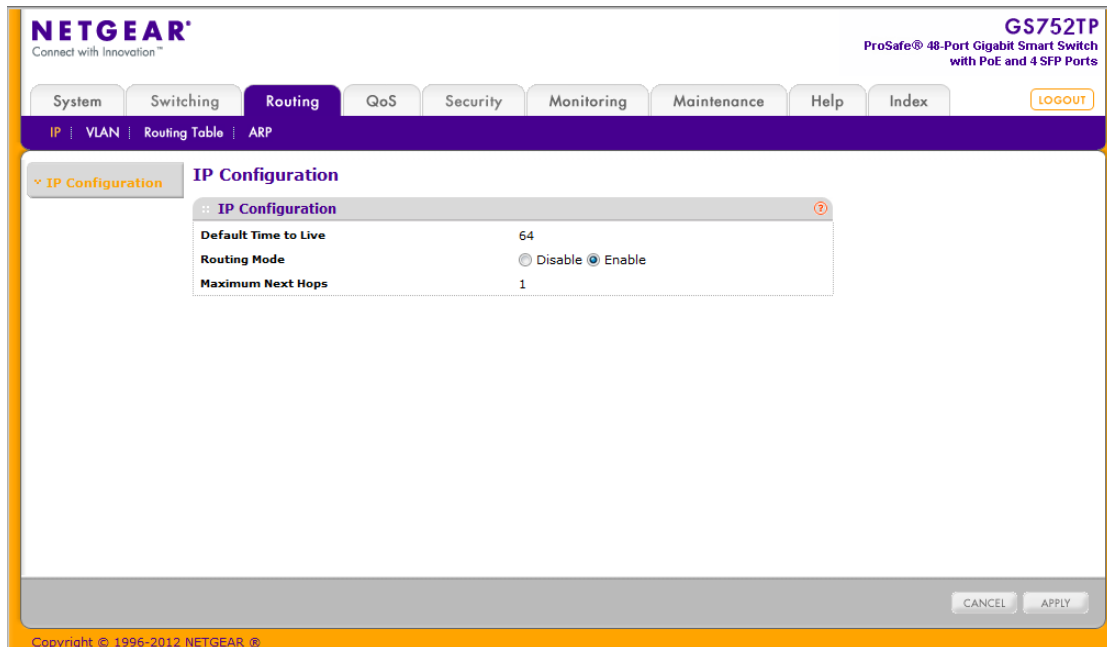 NETGEAR®
Connect with Innovation™
GS752TP
ProSafe® 48-Port Gigabit Smart Switch
with PoE and 4 SFP Ports
System Switching Routing QoS Security Monitoring Maintenance Help Index LOGOUT
IP VLAN Routing Table ARP
IP Configuration
IP Configuration
IP Configuration ?
Default Time to Live 64
Routing Mode Disable Enable
Maximum Next Hops 1
CANCEL APPLY
Copyright © 1996-2012 NETGEAR ®